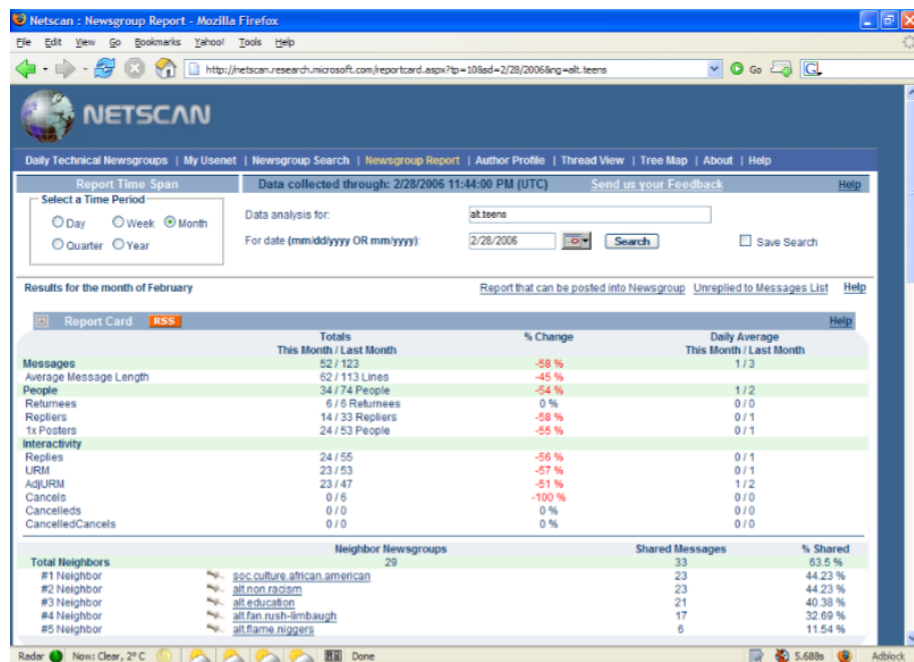 Netscan : Newsgroup Report - Mozilla Firefox
File Edit View Go Bookmarks Yahoo! Tools Help
http://netscan.research.microsoft.com/reportcard.aspx?tp=10&sd=2/28/2006&ng=alt.teens Go G
NETSCAN
Daily Technical Newsgroups | My Usenet | Newsgroup Search | Newsgroup Report | Author Profile | Thread View | Tree Map | About | Help
Report Time Span Data collected through: 2/28/2006 11:44:00 PM (UTC) Send us your Feedback Help
Select a Time Period
Day Week Month
Quarter Year
Data analysis for: alt.teens
For date (mm/dd/yyyy OR mm/yyyy): 2/28/2006 Search Save Search
Results for the month of February Report that can be posted into Newsgroup Unreplied to Messages List Help
Report Card RSS Help
Totals % Change Daily Average
This Month / Last Month This Month / Last Month
Messages 52 / 123 -58 % 1 / 3
Average Message Length 62 / 113 Lines -45 %
People 34 / 74 People -54 % 1 / 2
Returnees 6 / 6 Returnees 0 % 0 / 0
Repliers 14 / 33 Repliers -58 % 0 / 1
1x Posters 24 / 53 People -55 % 0 / 1
Interactivity
Replies 24 / 55 -56 % 0 / 1
URM 23 / 53 -57 % 0 / 1
AdjURM 23 / 47 -51 % 1 / 2
Cancels 0 / 6 -100 % 0 / 0
Cancelleds 0 / 0 0 % 0 / 0
CancelledCancels 0 / 0 0 % 0 / 0
Neighbor Newsgroups Shared Messages % Shared
Total Neighbors 29 33 63.5 %
#1 Neighbor soc.culture.african.american 23 44.23 %
#2 Neighbor alt.non.racism 23 44.23 %
#3 Neighbor alt.education 21 40.38 %
#4 Neighbor alt.fan.rush-limbaugh 17 32.69 %
#5 Neighbor alt.flame.niggers 6 11.54 %
Radar Now: Clear, 2° C Done 5.688s Adblock